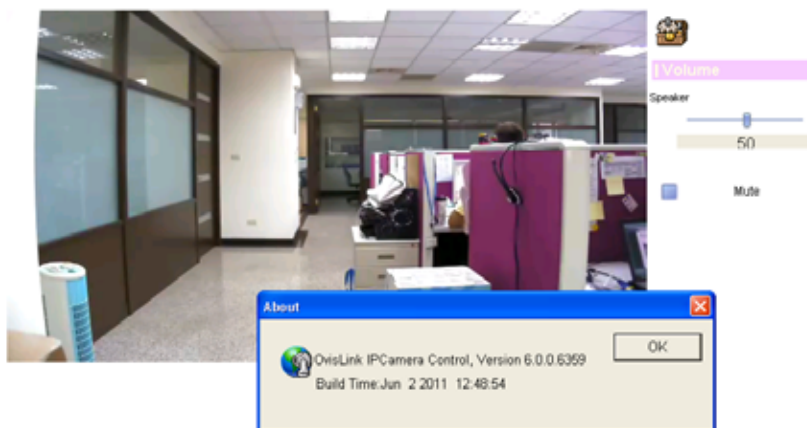 Volume
Speaker
50
Mute
About
OvisLink IPCamera Control, Version 6.0.0.6359
OK
Build Time:Jun 2 2011 12:48:54